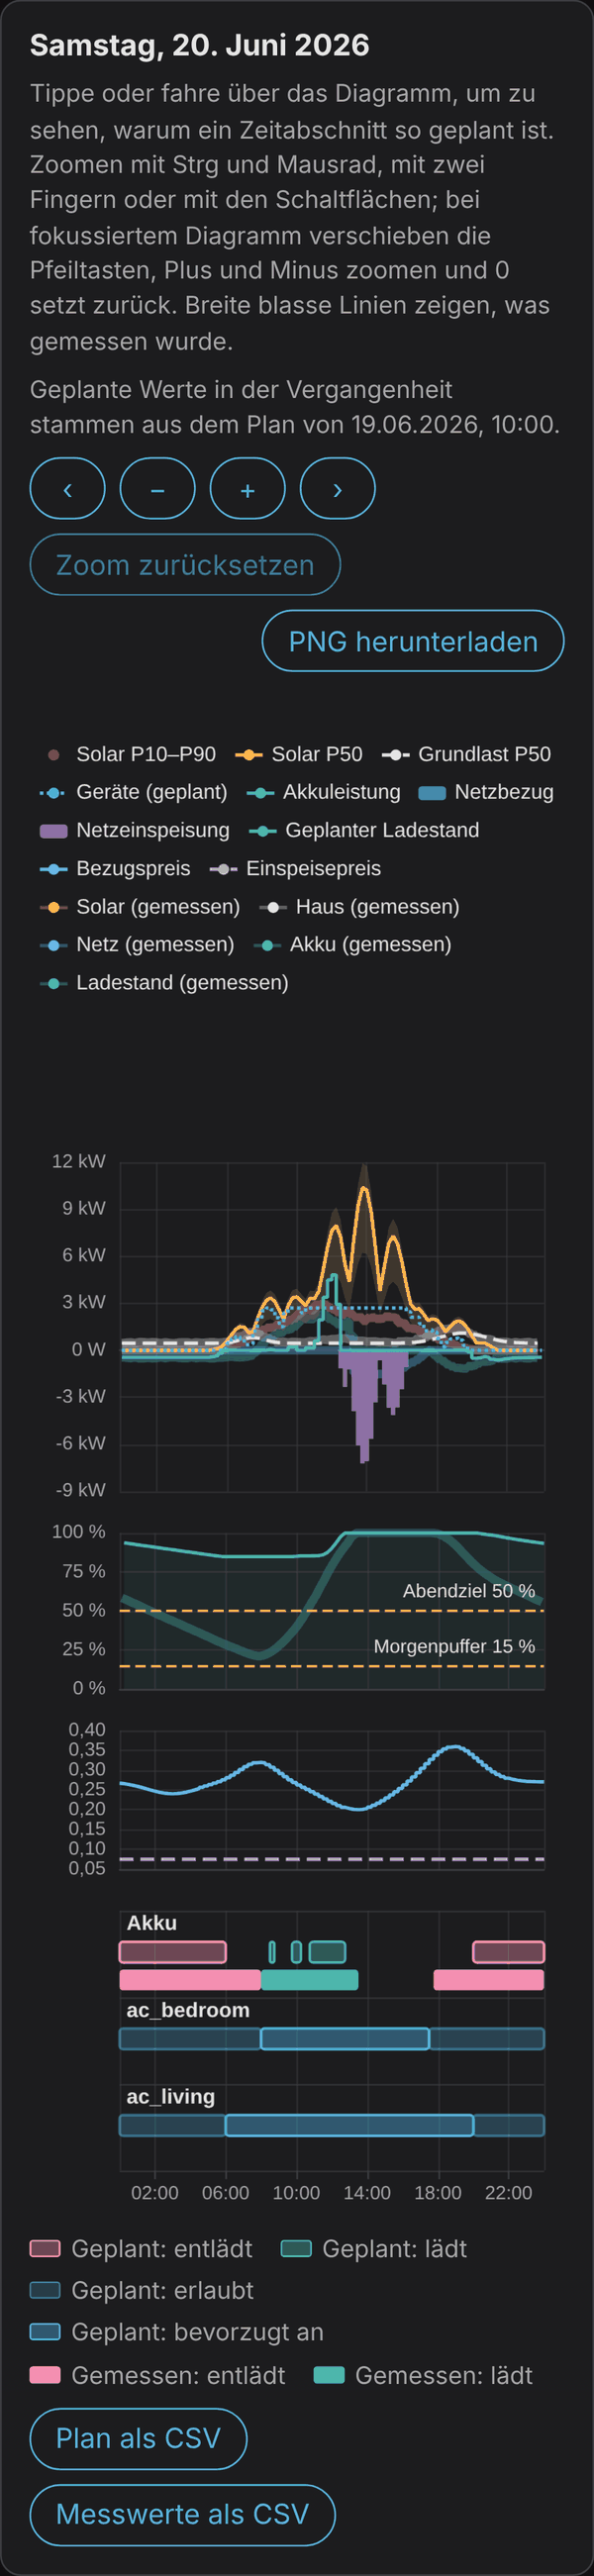 Samstag, 20. Juni 2026
Tippe oder fahre über das Diagramm, um zu
sehen, warum ein Zeitabschnitt so geplant ist.
Zoomen mit Strg und Mausrad, mit zwei
Fingern oder mit den Schaltflächen; bei
fokussiertem Diagramm verschieben die
Pfeiltasten, Plus und Minus zoomen und 0
setzt zurück. Breite blasse Linien zeigen, was
gemessen wurde.
Geplante Werte in der Vergangenheit
stammen aus dem Plan von 19.06.2026, 10:00.
‹ − + ›
Zoom zurücksetzen
PNG herunterladen
Solar P10–P90 Solar P50 Grundlast P50
Geräte (geplant) Akkuleistung Netzbezug
Netzeinspeisung Geplanter Ladestand
Bezugspreis Einspeisepreis
Solar (gemessen) Haus (gemessen)
Netz (gemessen) Akku (gemessen)
Ladestand (gemessen)
12 kW
9 kW
6 kW
3 kW
0 W
-3 kW
-6 kW
-9 kW
100 %
75 %
Abendziel 50 %
50 %
25 %
Morgenpuffer 15 %
0 %
0,40
0,35
0,30
0,25
0,20
0,15
0,10
0,05
Akku
ac_bedroom
ac_living
02:00 06:00 10:00 14:00 18:00 22:00
Geplant: entlädt Geplant: lädt
Geplant: erlaubt
Geplant: bevorzugt an
Gemessen: entlädt Gemessen: lädt
Plan als CSV
Messwerte als CSV